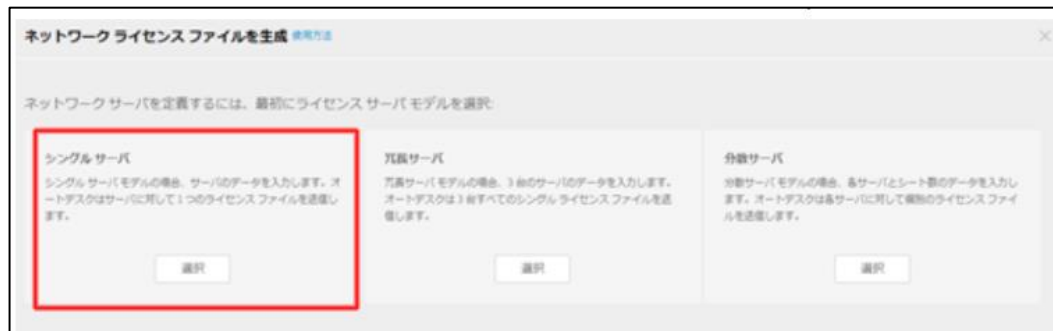 ネットワーク ライセンス ファイルを生成 使用方法
ネットワーク サーバを定義するには、最初にライセンス サーバ モデルを選択:
シングル サーバ
シングル サーバ モデルの場合、サーバのデータを入力します。オ
ートデスクはサーバに対して 1 つのライセンス ファイルを送信し
ます。
選択
冗長サーバ
冗長サーバ モデルの場合、3 台のサーバのデータを入力します。
オートデスクは 3 台すべてのシングル ライセンス ファイルを送
信します。
選択
分散サーバ
分散サーバ モデルの場合、各サーバとシート数のデータを入力し
ます。オートデスクは各サーバに対して個別のライセンス ファイ
ルを送信します。
選択